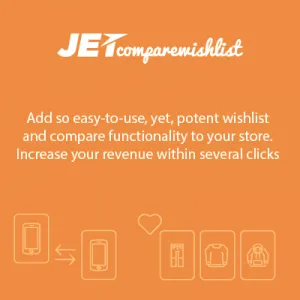 JETcomparewishlist
Add so easy-to-use, yet, potent wishlist
and compare functionality to your store.
Increase your revenue within several clicks